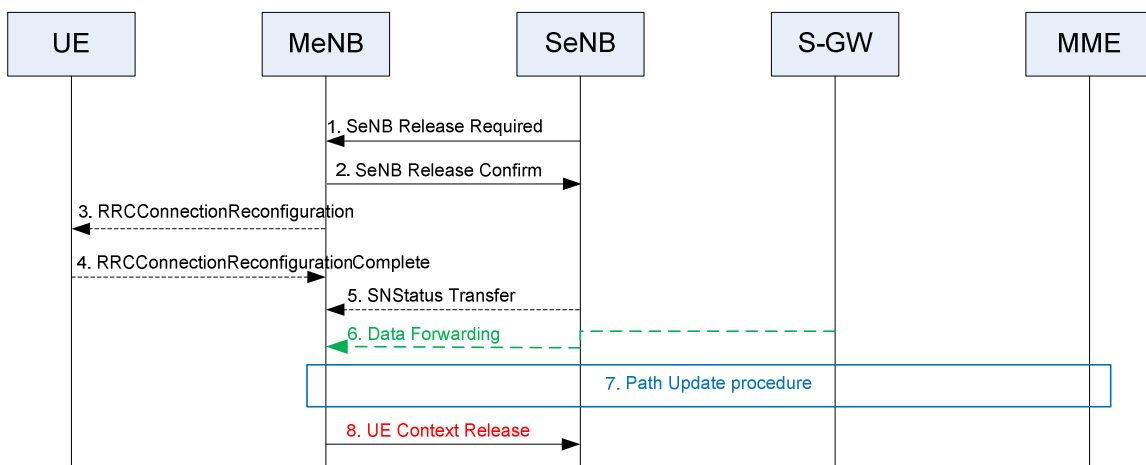 UE MeNB SeNB S-GW MME
1. SeNB Release Required
2. SeNB Release Confirm
3. RRCConnectionReconfiguration
4. RRCConnectionReconfigurationComplete
5. SNStatus Transfer
6. Data Forwarding
7. Path Update procedure
8. UE Context Release